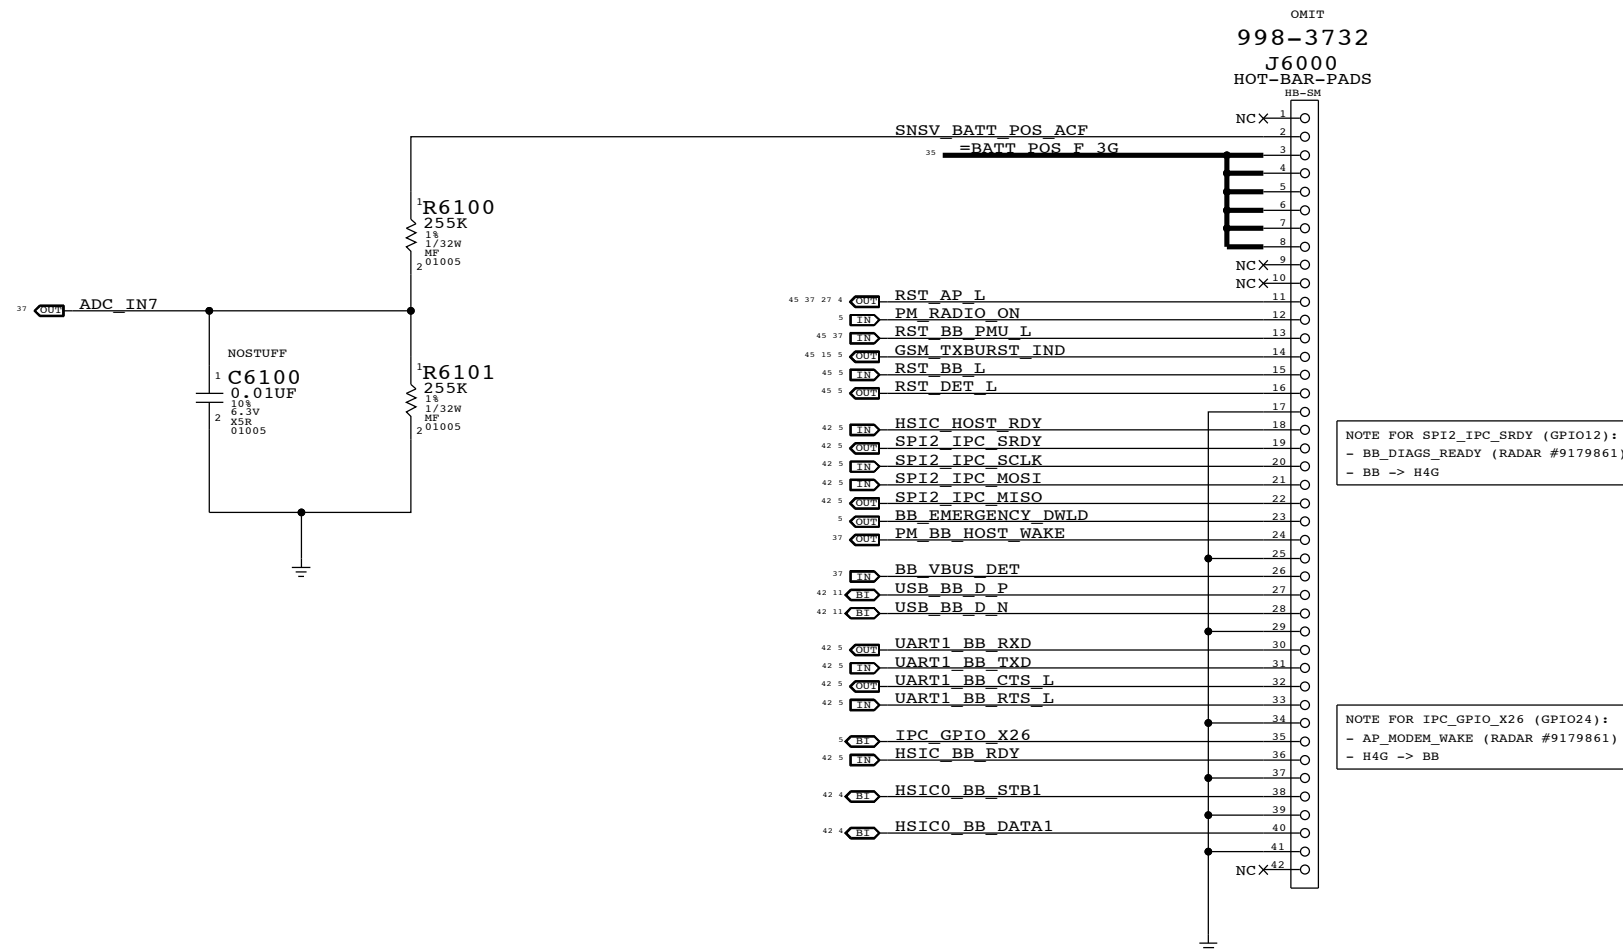 OMIT
998-3732
J6000
HOT-BAR-PADS
HB-SM
NC 1
SNSV_BATT_POS_ACF 2
35 =BATT_POS_F_3G 3
4
5
6
7
8
NC 9
NC 10
R6100
255K
1%
1/32W
MF
01005
1
2
37 OUT ADC_IN7
NOSTUFF
C6100
0.01UF
10%
6.3V
X5R
01005
1
2
R6101
255K
1%
1/32W
MF
01005
1
2
45 37 27 4 OUT RST_AP_L 11
5 IN PM_RADIO_ON 12
45 37 IN RST_BB_PMU_L 13
45 15 5 OUT GSM_TXBURST_IND 14
45 5 IN RST_BB_L 15
45 5 OUT RST_DET_L 16
17
42 5 IN HSIC_HOST_RDY 18
42 5 OUT SPI2_IPC_SRDY 19
42 5 IN SPI2_IPC_SCLK 20
42 5 IN SPI2_IPC_MOSI 21
42 5 OUT SPI2_IPC_MISO 22
5 OUT BB_EMERGENCY_DWLD 23
37 OUT PM_BB_HOST_WAKE 24
25
37 IN BB_VBUS_DET 26
42 11 BI USB_BB_D_P 27
42 11 BI USB_BB_D_N 28
29
42 5 OUT UART1_BB_RXD 30
42 5 IN UART1_BB_TXD 31
42 5 OUT UART1_BB_CTS_L 32
42 5 IN UART1_BB_RTS_L 33
34
5 BI IPC_GPIO_X26 35
42 5 IN HSIC_BB_RDY 36
37
42 4 BI HSIC0_BB_STB1 38
39
42 4 BI HSIC0_BB_DATA1 40
41
NC 42
NOTE FOR SPI2_IPC_SRDY (GPIO12):
- BB_DIAGS_READY (RADAR #9179861)
- BB -> H4G
NOTE FOR IPC_GPIO_X26 (GPIO24):
- AP_MODEM_WAKE (RADAR #9179861)
- H4G -> BB